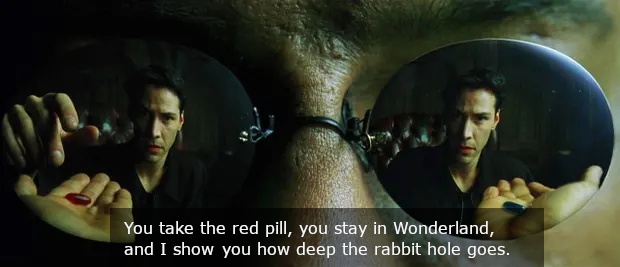 You take the red pill, you stay in Wonderland,
and I show you how deep the rabbit hole goes.